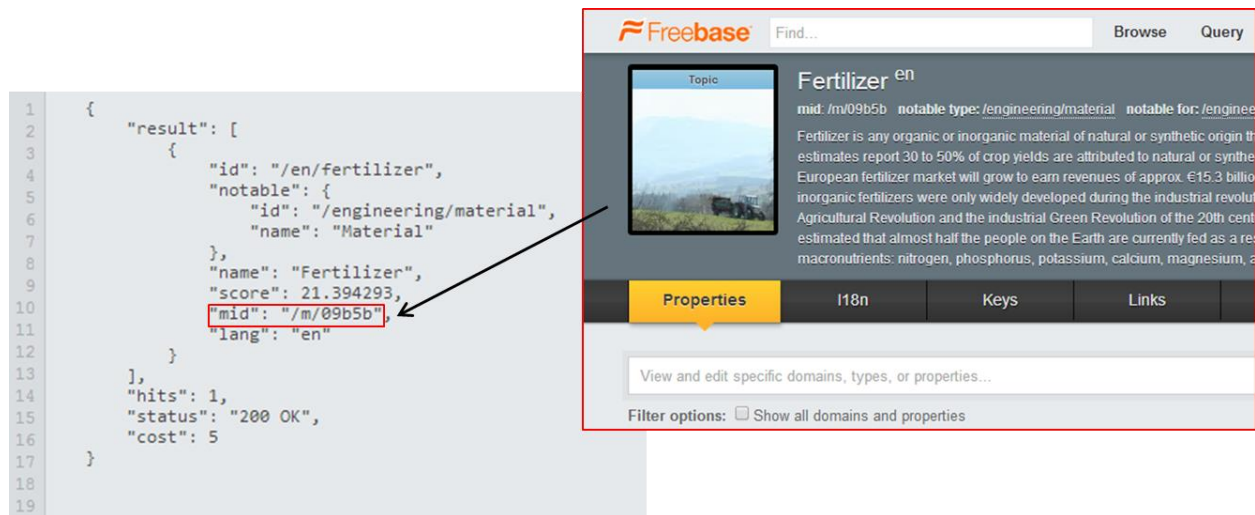 1 {
2 "result": [
3 {
4 "id": "/en/fertilizer",
5 "notable": {
6 "id": "/engineering/material",
7 "name": "Material"
8 },
9 "name": "Fertilizer",
10 "score": 21.394293,
11 "mid": "/m/09b5b",
12 "lang": "en"
13 }
14 ],
15 "hits": 1,
16 "status": "200 OK",
17 "cost": 5
18 }
19
Freebase Find... Browse Query
Topic
Fertilizer en
mid: /m/09b5b notable type: /engineering/material notable for: /enginee
Fertilizer is any organic or inorganic material of natural or synthetic origin th
estimates report 30 to 50% of crop yields are attributed to natural or synthe
European fertilizer market will grow to earn revenues of approx. €15.3 billio
inorganic fertilizers were only widely developed during the industrial revolut
Agricultural Revolution and the industrial Green Revolution of the 20th cent
estimated that almost half the people on the Earth are currently fed as a res
macronutrients: nitrogen, phosphorus, potassium, calcium, magnesium, a
Properties I18n Keys Links
View and edit specific domains, types, or properties...
Filter options: Show all domains and properties